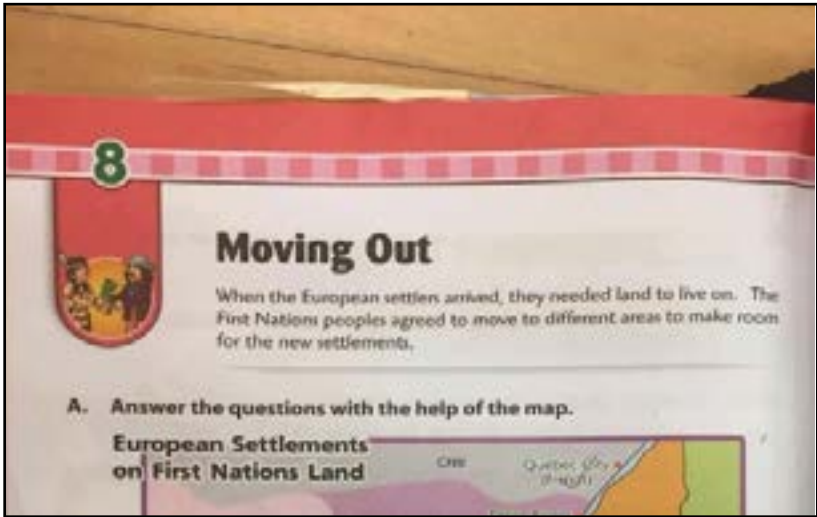 8
Moving Out
When the European settlers arrived, they needed land to live on. The
First Nations peoples agreed to move to different areas to make room
for the new settlements.
A. Answer the questions with the help of the map.
European Settlements
on First Nations Land
Cree
Quebec City